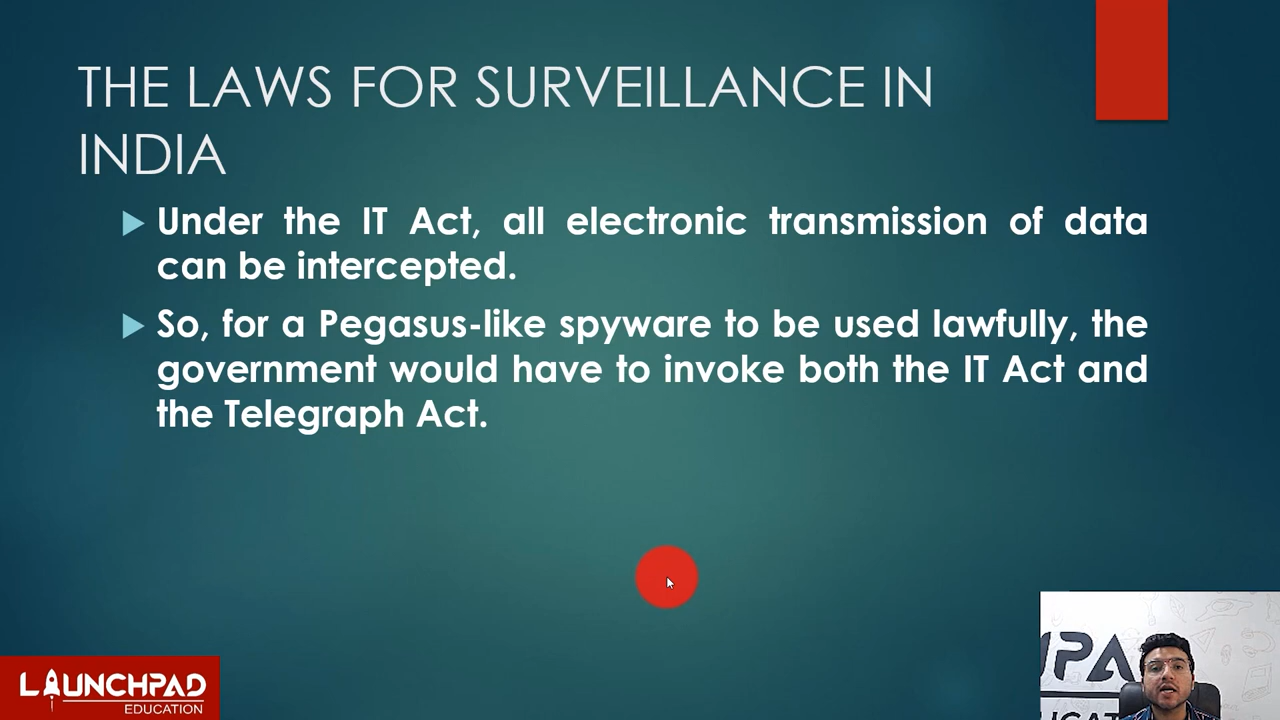 THE LAWS FOR SURVEILLANCE IN
INDIA
Under the IT Act, all electronic transmission of data
can be intercepted.
So, for a Pegasus-like spyware to be used lawfully, the
government would have to invoke both the IT Act and
the Telegraph Act.
LAUNCHPAD
EDUCATION